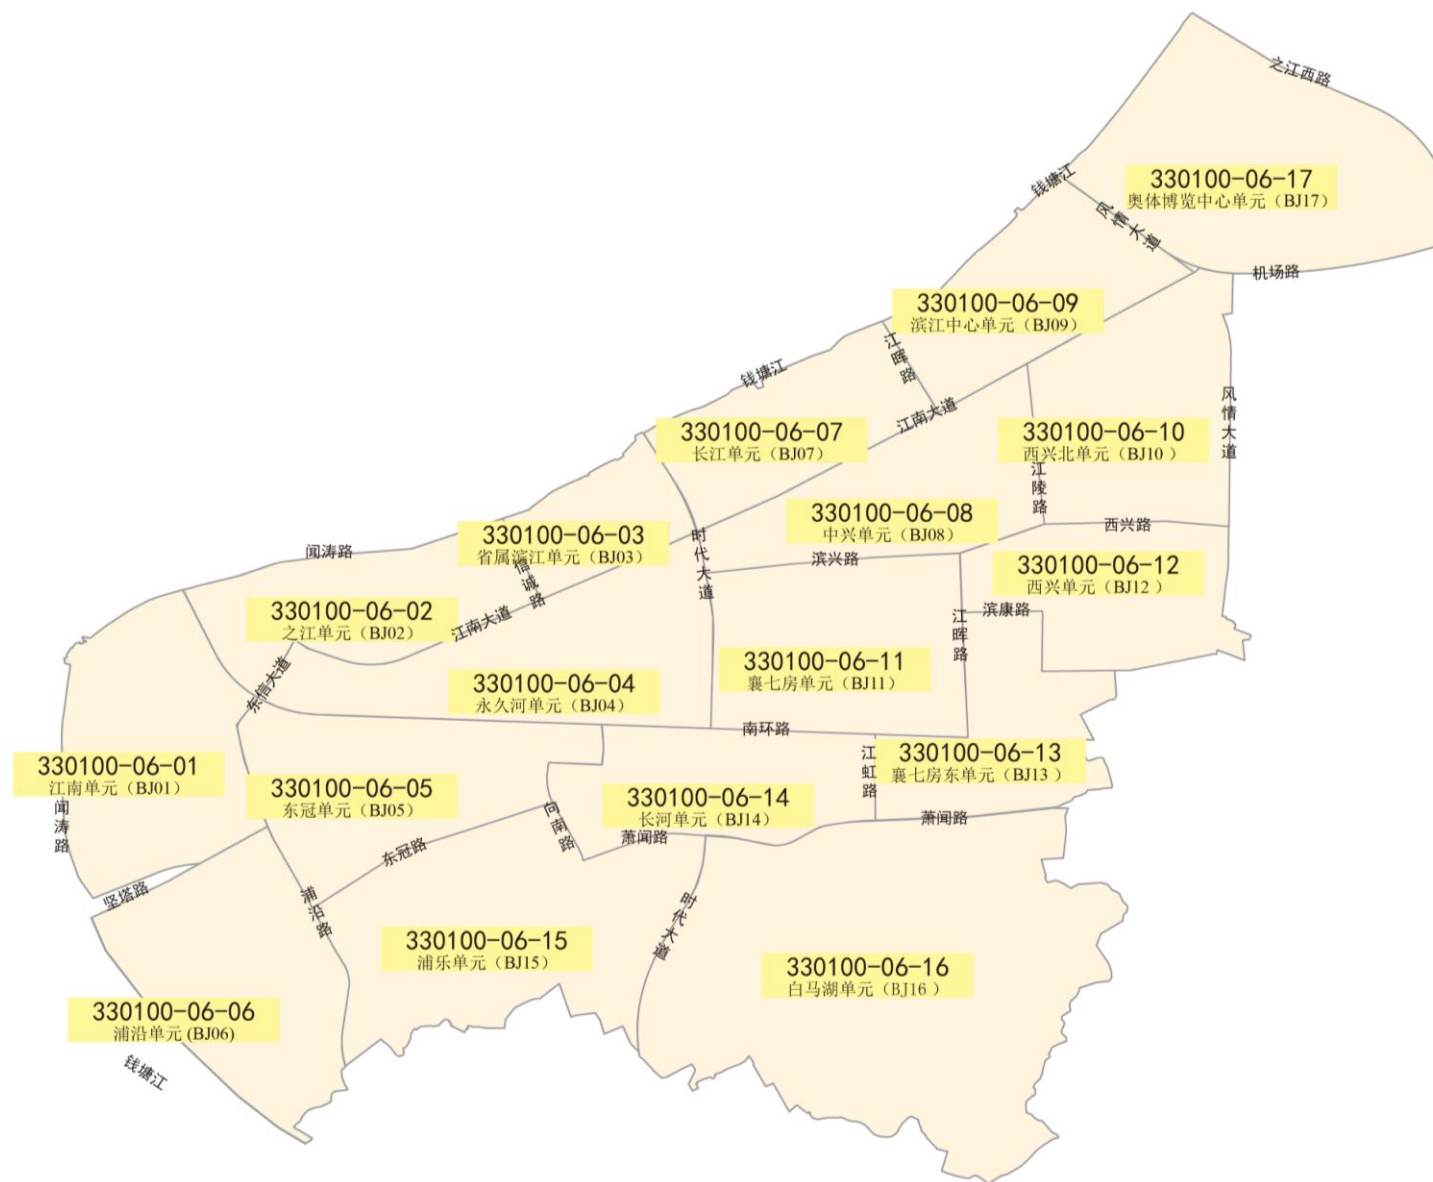 之江西路
330100-06-17
奥体博览中心单元（BJ17）
钱塘江
风情大道
机场路
330100-06-09
滨江中心单元（BJ09）
江晖路
钱塘江
风情大道
江南大道
330100-06-07
长江单元（BJ07）
330100-06-10
西兴北单元（BJ10 ）
江陵路
330100-06-08
中兴单元（BJ08）
西兴路
330100-06-03
省属滨江单元（BJ03）
闻涛路
信诚路
时代大道
滨兴路
330100-06-12
西兴单元（BJ12 ）
330100-06-02
之江单元（BJ02）
江南大道
滨康路
江晖路
东信大道
330100-06-11
襄七房单元（BJ11）
330100-06-04
永久河单元（BJ04）
南环路
330100-06-01
江南单元（BJ01）
江虹路
330100-06-13
襄七房东单元（BJ13 ）
330100-06-05
东冠单元（BJ05）
330100-06-14
长河单元（BJ14）
闻涛路
向南路
萧闻路
萧闻路
东冠路
坚塔路
浦沿路
时代大道
330100-06-15
浦乐单元（BJ15）
330100-06-16
白马湖单元（BJ16 ）
330100-06-06
浦沿单元 (BJ06)
钱塘江